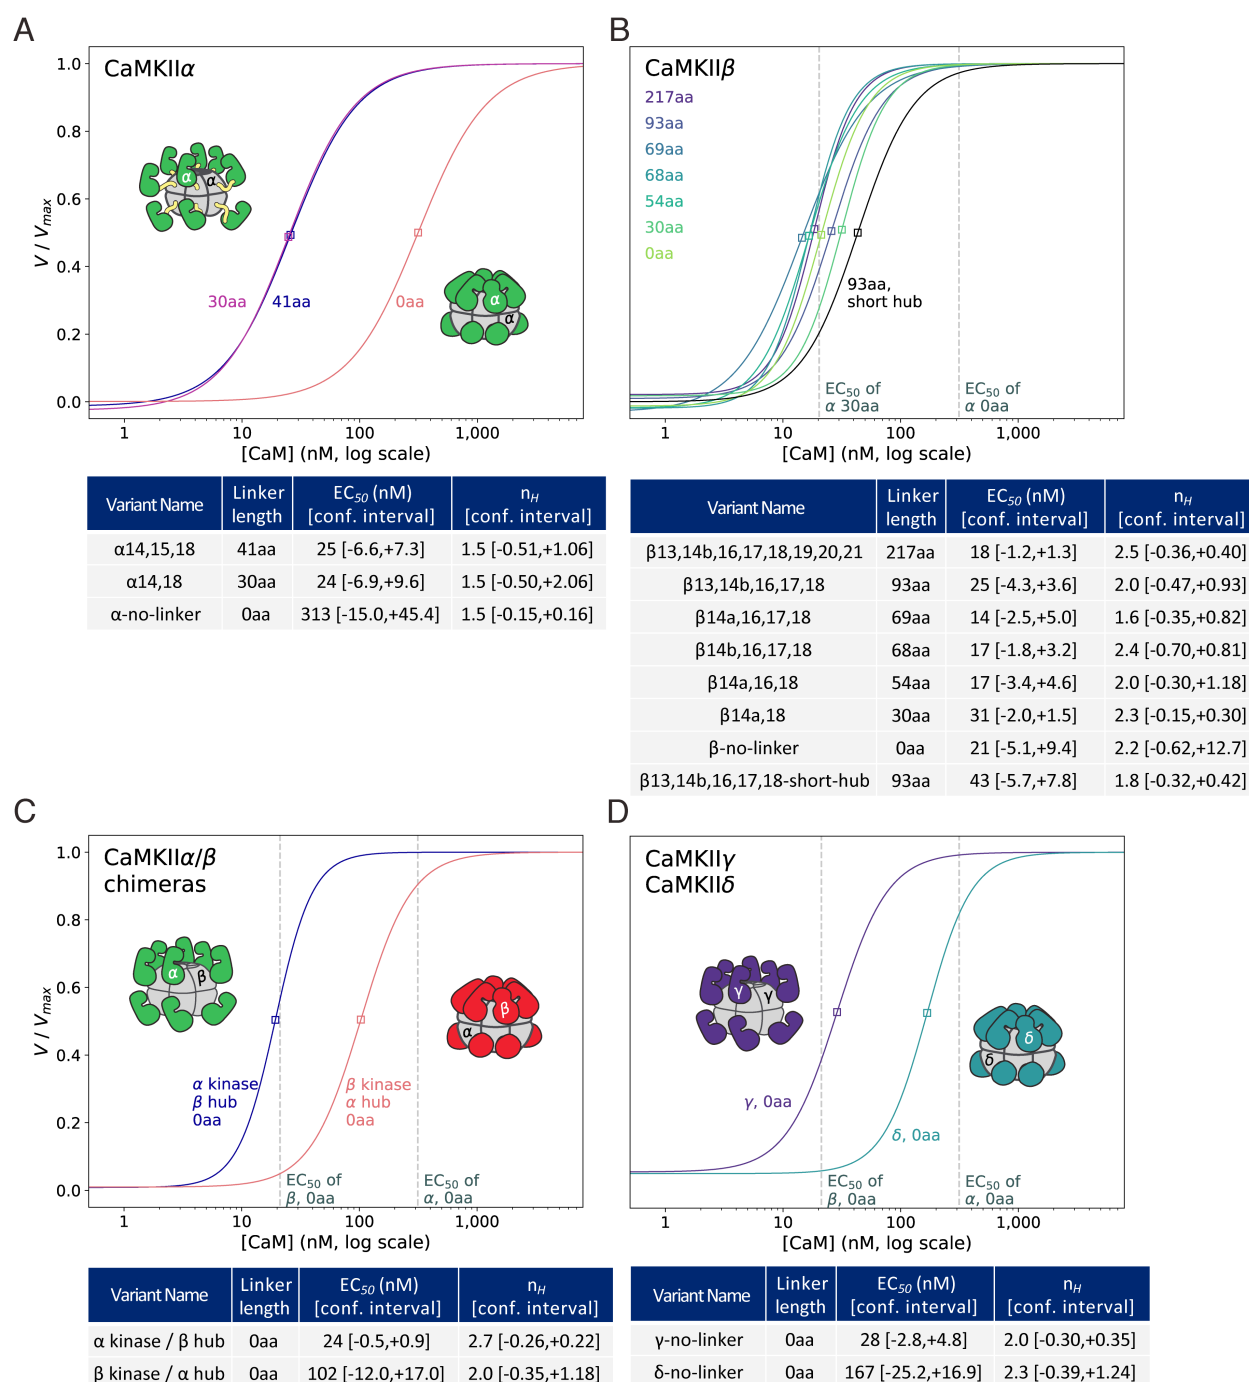 A
CaMKIIα
V / Vmax
1.0
0.8
0.6
0.4
0.2
0.0
α
α
30aa
41aa
0aa
α
α
1
10
100
1,000
[CaM] (nM, log scale)
Variant Name Linker length EC50 (nM) [conf. interval] nH [conf. interval]
α14,15,18 41aa 25 [-6.6,+7.3] 1.5 [-0.51,+1.06]
α14,18 30aa 24 [-6.9,+9.6] 1.5 [-0.50,+2.06]
α-no-linker 0aa 313 [-15.0,+45.4] 1.5 [-0.15,+0.16]
B
CaMKIIβ
217aa
93aa
69aa
68aa
54aa
30aa
0aa
93aa,
short hub
EC50 of
α 30aa
EC50 of
α 0aa
1
10
100
1,000
[CaM] (nM, log scale)
Variant Name Linker length EC50 (nM) [conf. interval] nH [conf. interval]
β13,14b,16,17,18,19,20,21 217aa 18 [-1.2,+1.3] 2.5 [-0.36,+0.40]
β13,14b,16,17,18 93aa 25 [-4.3,+3.6] 2.0 [-0.47,+0.93]
β14a,16,17,18 69aa 14 [-2.5,+5.0] 1.6 [-0.35,+0.82]
β14b,16,17,18 68aa 17 [-1.8,+3.2] 2.4 [-0.70,+0.81]
β14a,16,18 54aa 17 [-3.4,+4.6] 2.0 [-0.30,+1.18]
β14a,18 30aa 31 [-2.0,+1.5] 2.3 [-0.15,+0.30]
β-no-linker 0aa 21 [-5.1,+9.4] 2.2 [-0.62,+12.7]
β13,14b,16,17,18-short-hub 93aa 43 [-5.7,+7.8] 1.8 [-0.32,+0.42]
C
CaMKIIα/β
chimeras
V / Vmax
1.0
0.8
0.6
0.4
0.2
0.0
α
β
β
α
α kinase
β hub
0aa
β kinase
α hub
0aa
EC50 of
β, 0aa
EC50 of
α, 0aa
1
10
100
1,000
[CaM] (nM, log scale)
Variant Name Linker length EC50 (nM) [conf. interval] nH [conf. interval]
α kinase / β hub 0aa 24 [-0.5,+0.9] 2.7 [-0.26,+0.22]
β kinase / α hub 0aa 102 [-12.0,+17.0] 2.0 [-0.35,+1.18]
D
CaMKIIγ
CaMKIIδ
γ
γ
δ
δ
γ, 0aa
δ, 0aa
EC50 of
β, 0aa
EC50 of
α, 0aa
1
10
100
1,000
[CaM] (nM, log scale)
Variant Name Linker length EC50 (nM) [conf. interval] nH [conf. interval]
γ-no-linker 0aa 28 [-2.8,+4.8] 2.0 [-0.30,+0.35]
δ-no-linker 0aa 167 [-25.2,+16.9] 2.3 [-0.39,+1.24]